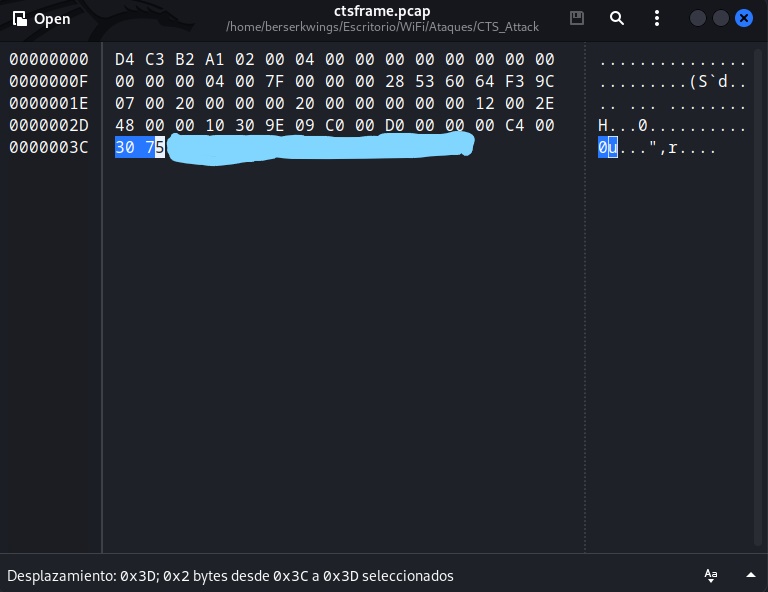 Open
ctsframe.pcap
/home/berserkwings/Escritorio/WiFi/Ataques/CTS_Attack
00000000 D4 C3 B2 A1 02 00 04 00 00 00 00 00 00 00 00 ...............
0000000F 00 00 00 04 00 7F 00 00 00 28 53 60 64 F3 9C .........(S`d..
0000001E 07 00 20 00 00 00 20 00 00 00 00 00 12 00 2E .. ... ........
0000002D 48 00 00 10 30 9E 09 C0 00 D0 00 00 00 C4 00 H...0..........
0000003C 30 75 0u...",r....
Desplazamiento: 0x3D; 0x2 bytes desde 0x3C a 0x3D seleccionados
Aa